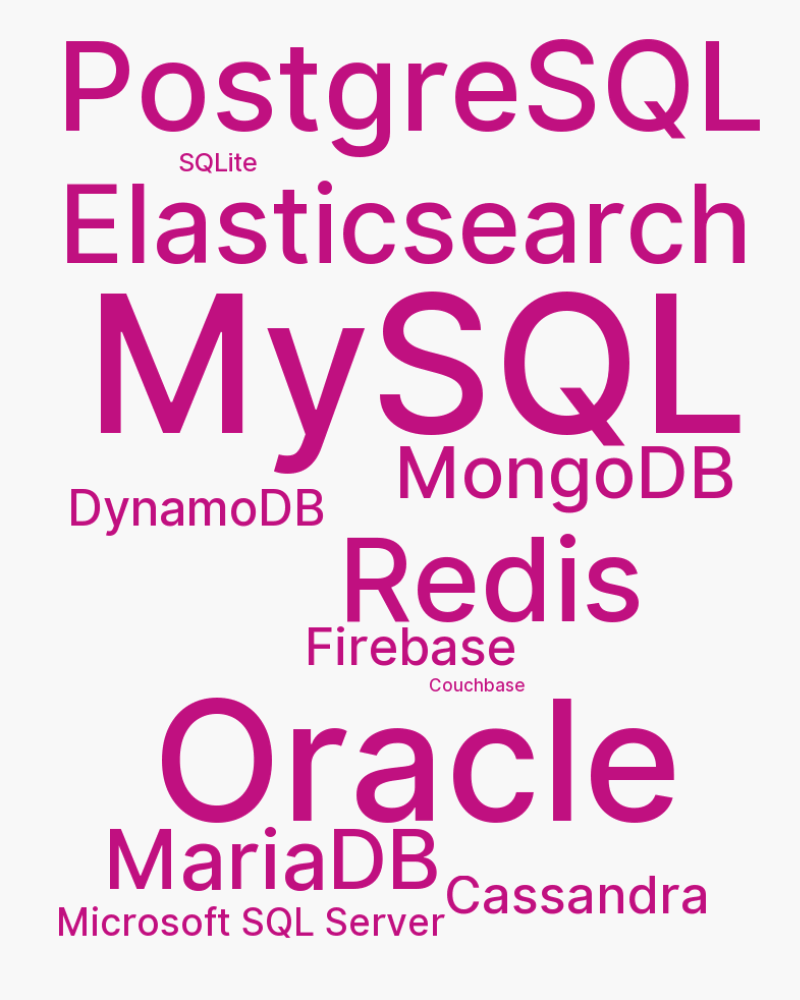 PostgreSQL
SQLite
Elasticsearch
MySQL
MongoDB
DynamoDB
Redis
Firebase
Couchbase
Oracle
MariaDB
Cassandra
Microsoft SQL Server